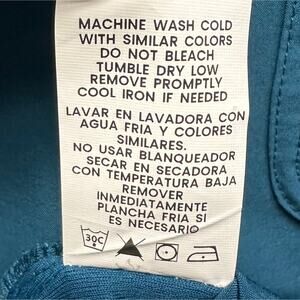 MACHINE WASH COLD
WITH SIMILAR COLORS
DO NOT BLEACH
TUMBLE DRY LOW
REMOVE PROMPTLY
COOL IRON IF NEEDED
LAVAR EN LAVADORA CON
AGUA FRIA Y COLORES
SIMILARES.
NO USAR BLANQUEADOR
SECAR EN SECADORA
CON TEMPERATURA BAJA
REMOVER
INMEDIATAMENTE
PLANCHA FRIA SI
ES NECESARIO
30C